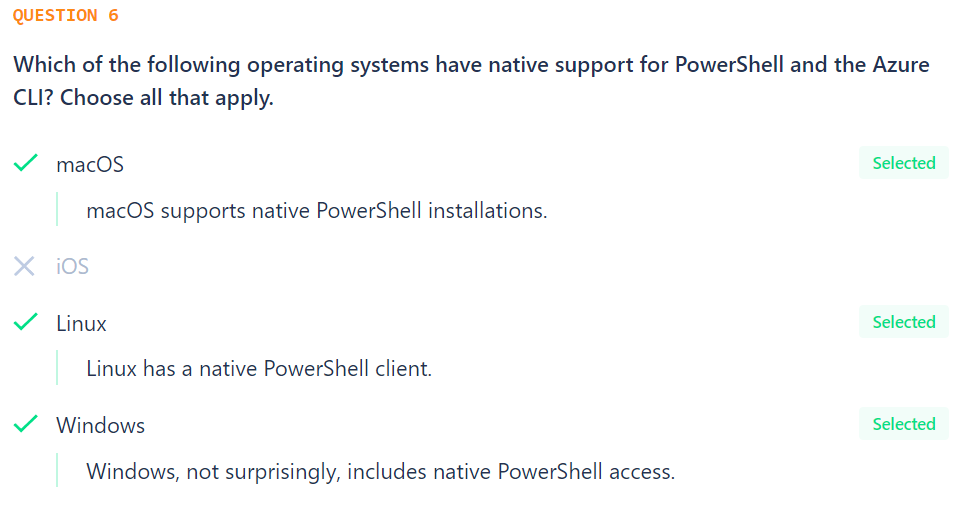 QUESTION 6
Which of the following operating systems have native support for PowerShell and the Azure
CLI? Choose all that apply.
macOS
Selected
macOS supports native PowerShell installations.
iOS
Linux
Selected
Linux has a native PowerShell client.
Windows
Selected
Windows, not surprisingly, includes native PowerShell access.